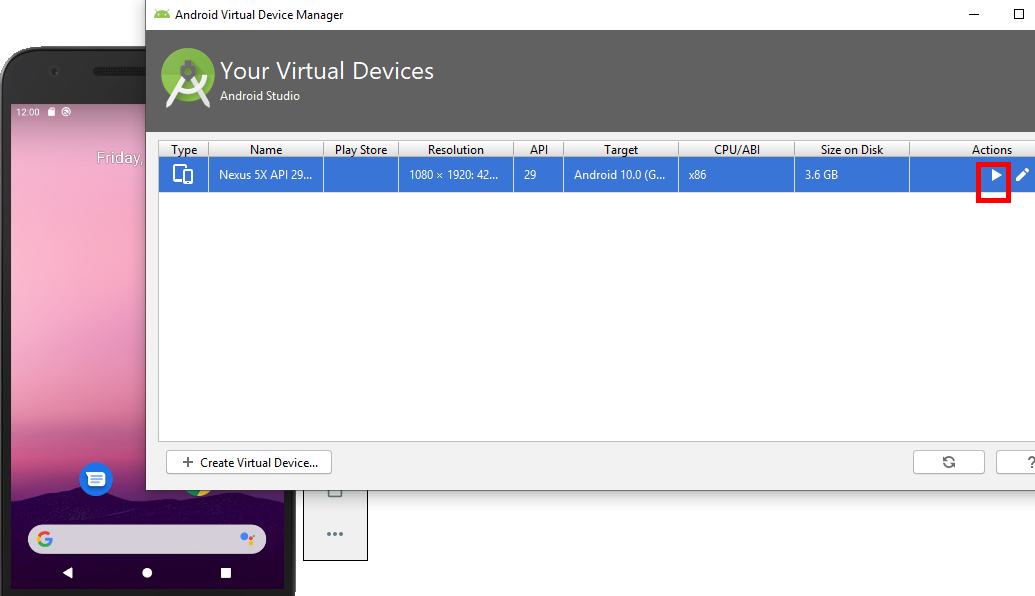 Android Virtual Device Manager
Your Virtual Devices
Android Studio
12:00
Friday,
Type Name Play Store Resolution API Target CPU/ABI Size on Disk Actions
Nexus 5X API 29... 1080 × 1920: 42... 29 Android 10.0 (G... x86 3.6 GB
+ Create Virtual Device... ?
G